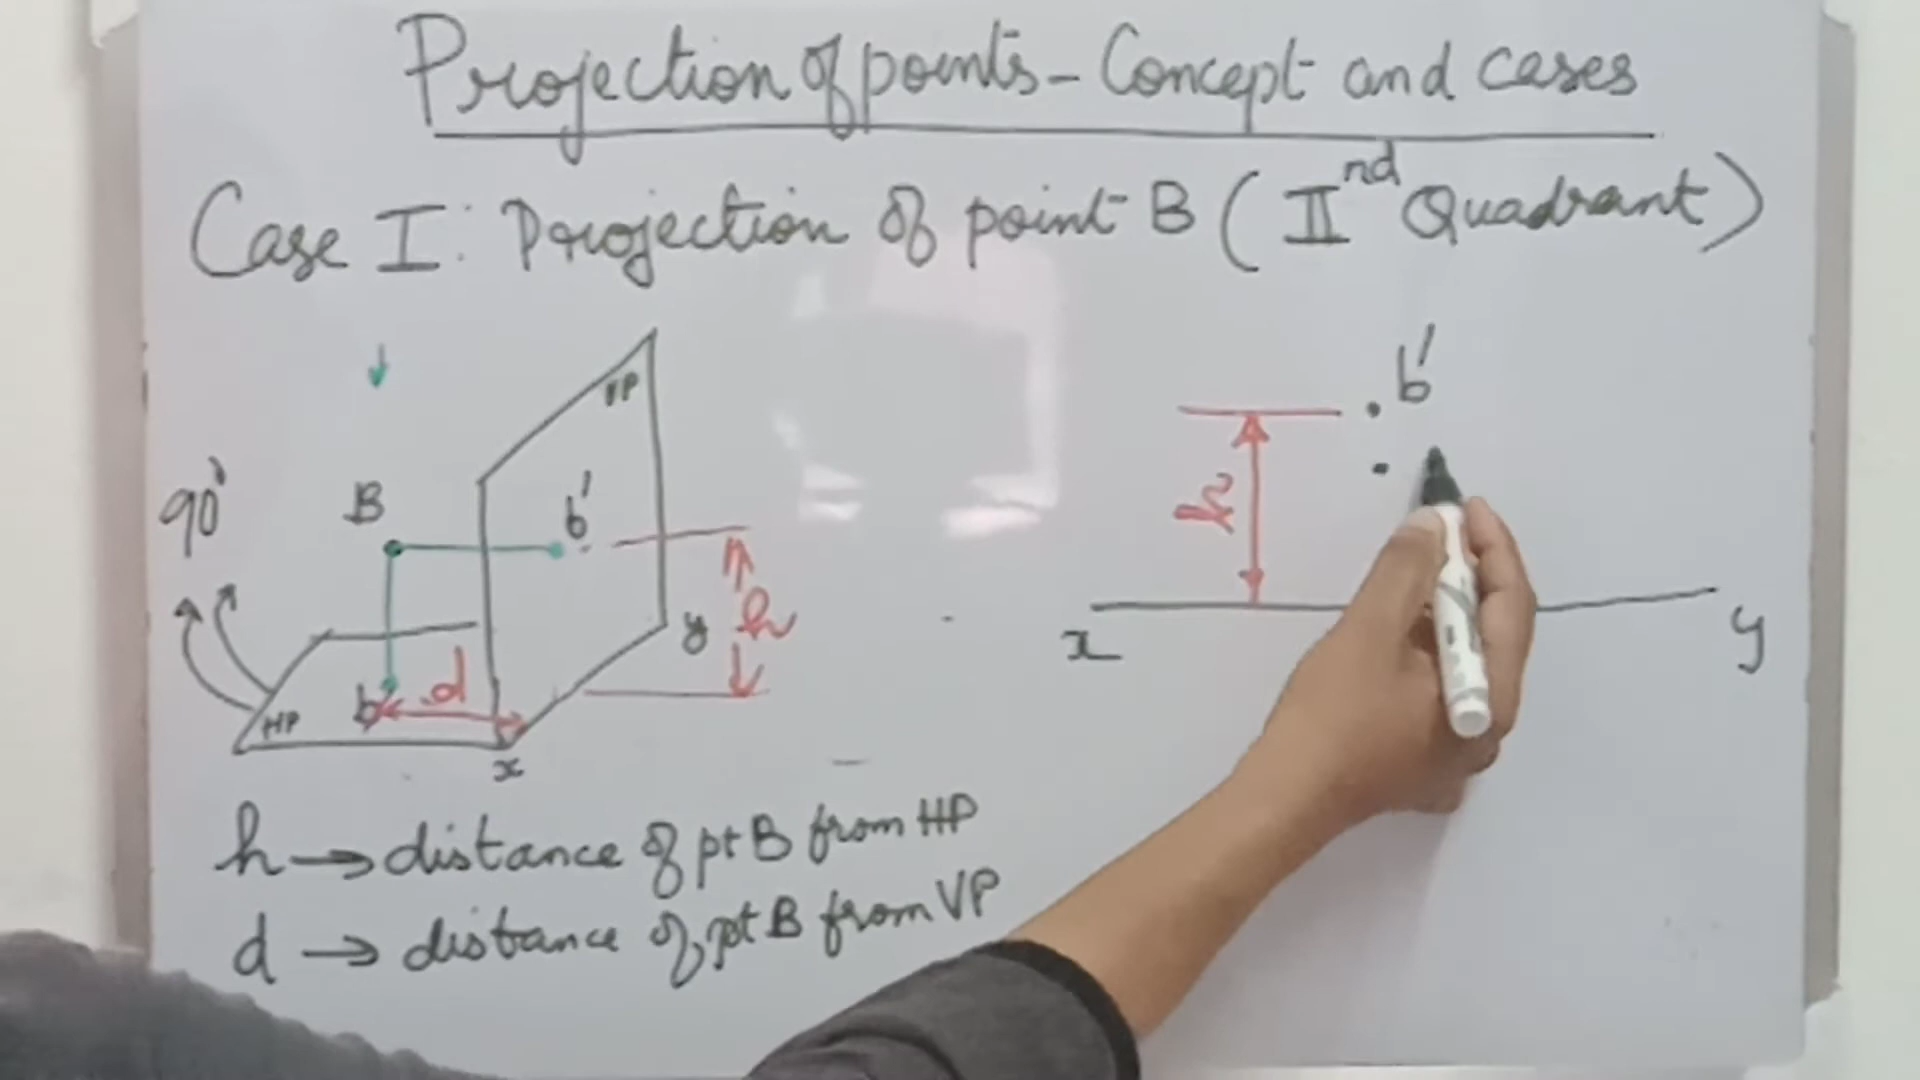 Projection of points - Concept and cases
Case I: Projection of point B (IInd Quadrant)
VP
90°
B
b'
y
h
d
b
HP
x
b'
h
x
y
h → distance of pt B from HP
d → distance of pt B from VP